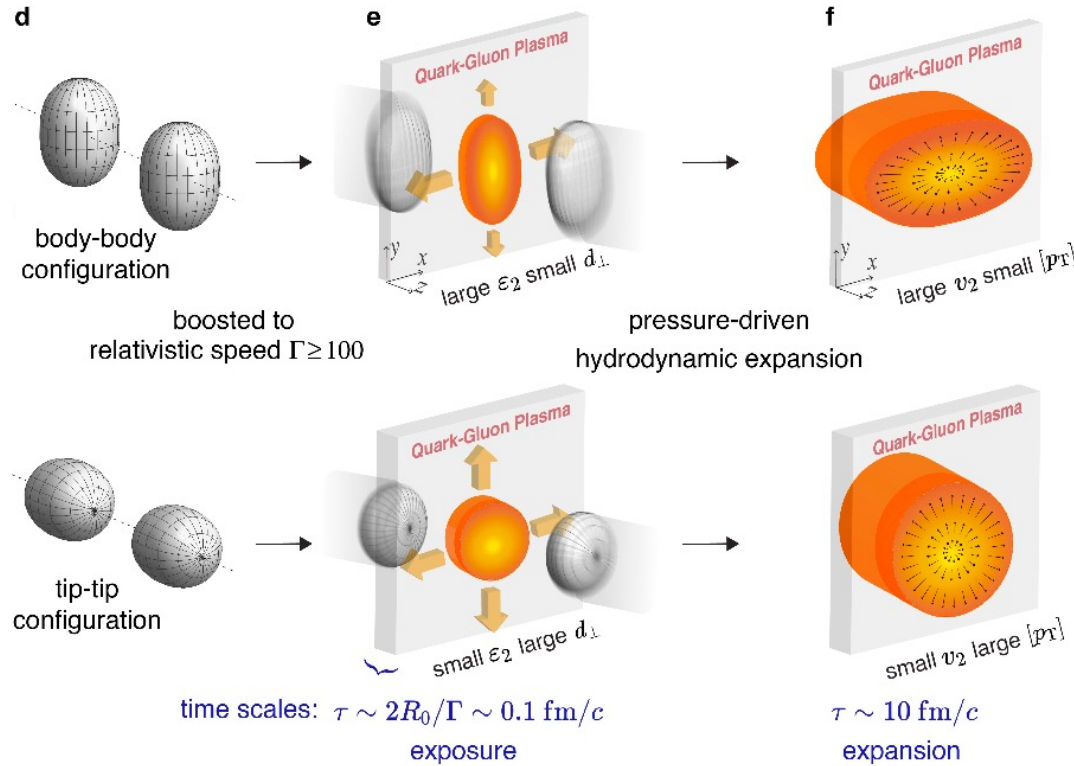 d
e
f
Quark-Gluon Plasma
Quark-Gluon Plasma
body-body
configuration
y
x
z
large ε₂ small d⊥
y
x
z
large v₂ small [pT]
boosted to
relativistic speed Γ≥100
pressure-driven
hydrodynamic expansion
Quark-Gluon Plasma
Quark-Gluon Plasma
tip-tip
configuration
small ε₂ large d⊥
small v₂ large [pT]
time scales: τ ∼ 2R₀/Γ ∼ 0.1 fm/c
τ ∼ 10 fm/c
exposure
expansion